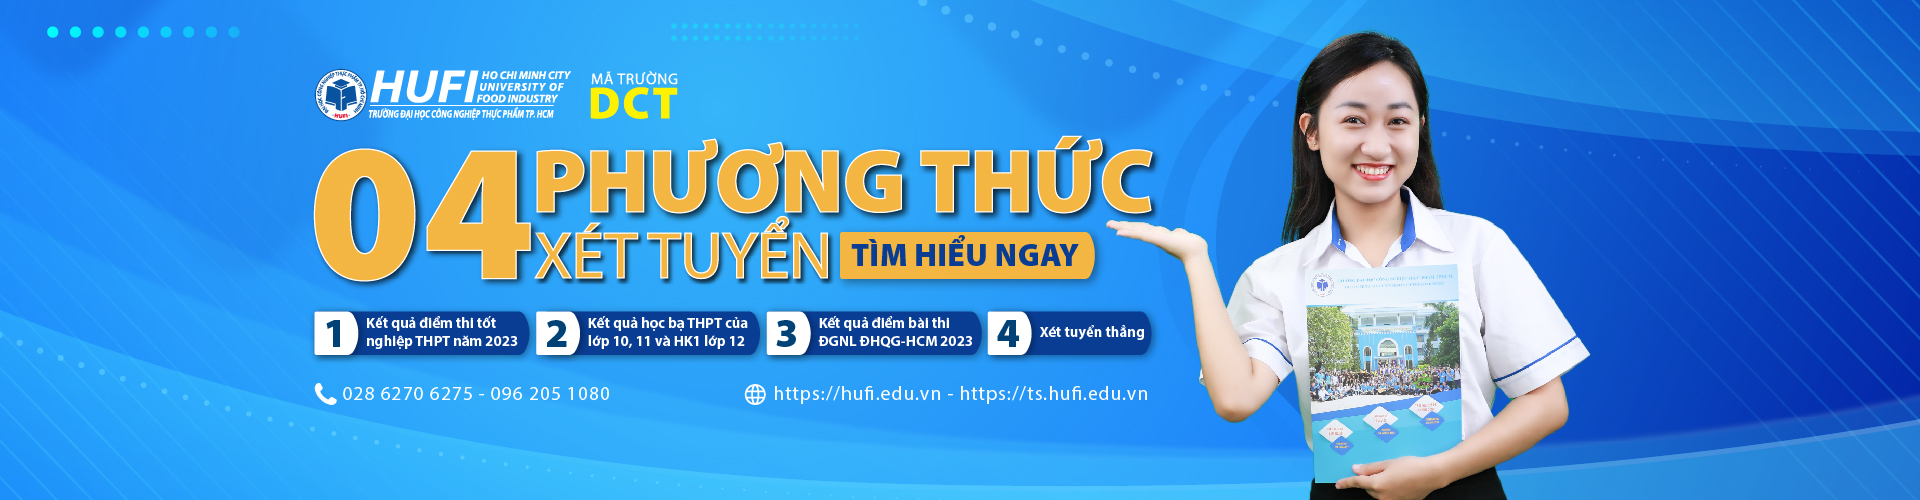 HUFI
HO CHI MINH CITY
UNIVERSITY OF
FOOD INDUSTRY
TRƯỜNG ĐẠI HỌC CÔNG NGHIỆP THỰC PHẨM TP. HCM
MÃ TRƯỜNG
DCT
04 PHƯƠNG THỨC
XÉT TUYỂN
TÌM HIỂU NGAY
1
Kết quả điểm thi tốt
nghiệp THPT năm 2023
2
Kết quả học bạ THPT của
lớp 10, 11 và HK1 lớp 12
3
Kết quả điểm bài thi
ĐGNL ĐHQG-HCM 2023
4
Xét tuyển thẳng
028 6270 6275 - 096 205 1080
https://hufi.edu.vn - https://ts.hufi.edu.vn